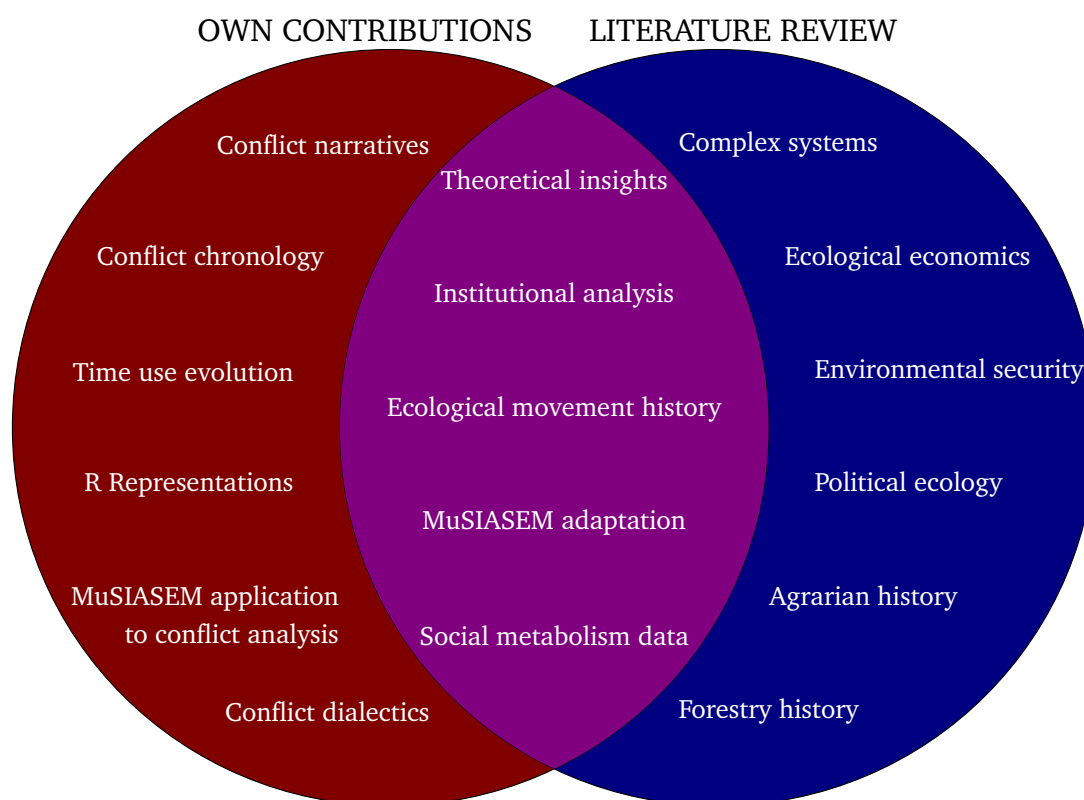 OWN CONTRIBUTIONS
LITERATURE REVIEW
Conflict narratives
Conflict chronology
Time use evolution
R Representations
MuSIASEM application
to conflict analysis
Conflict dialectics
Theoretical insights
Institutional analysis
Ecological movement history
MuSIASEM adaptation
Social metabolism data
Complex systems
Ecological economics
Environmental security
Political ecology
Agrarian history
Forestry history